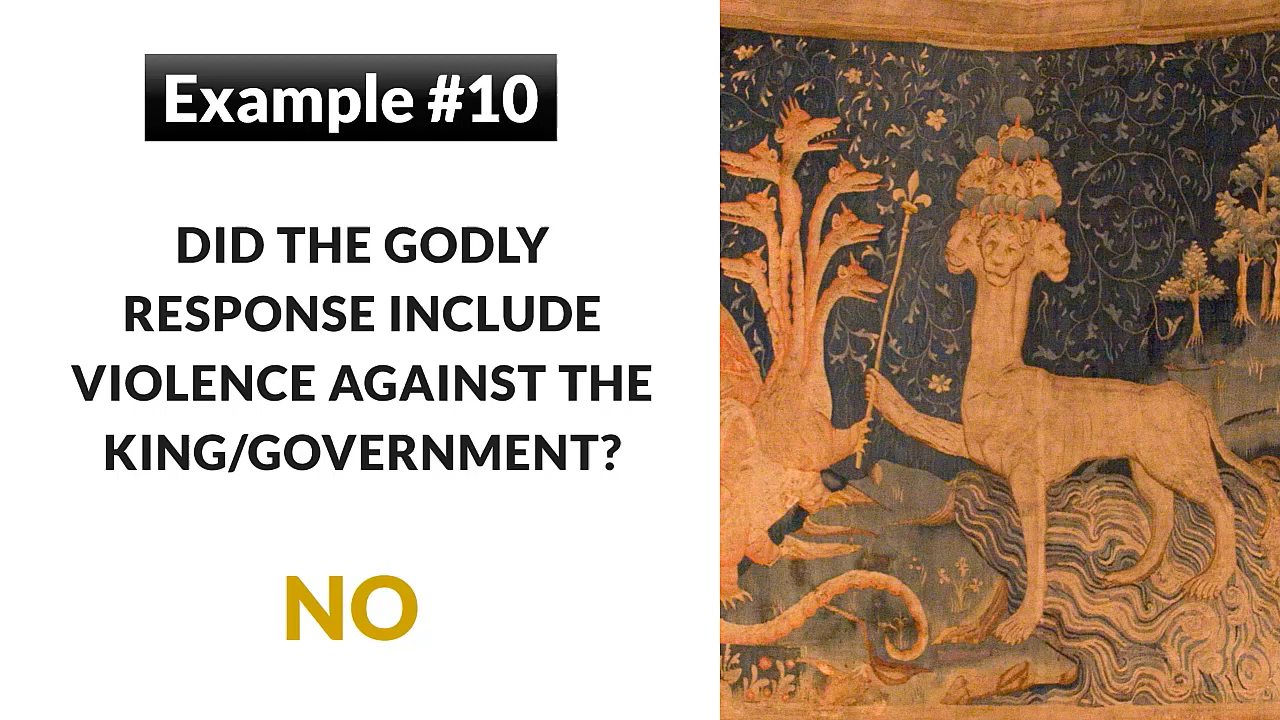 Example #10
DID THE GODLY
RESPONSE INCLUDE
VIOLENCE AGAINST THE
KING/GOVERNMENT?
NO